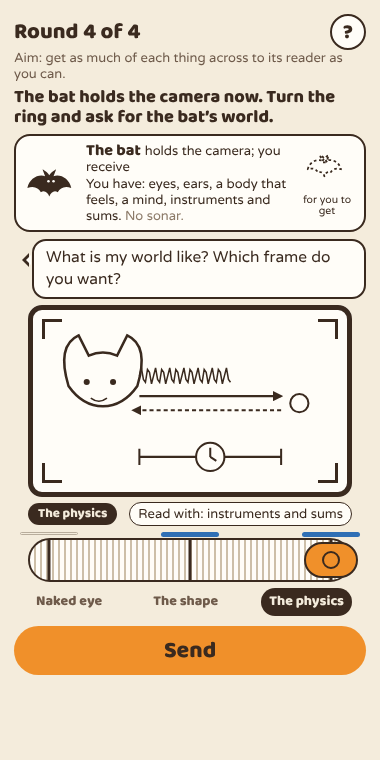 Round 4 of 4
?
Aim: get as much of each thing across to its reader as
you can.
The bat holds the camera now. Turn the
ring and ask for the bat's world.
The bat holds the camera; you
receive
You have: eyes, ears, a body that
feels, a mind, instruments and
sums. No sonar.
for you to
get
What is my world like? Which frame do
you want?
The physics
Read with: instruments and sums
Naked eye
The shape
The physics
Send